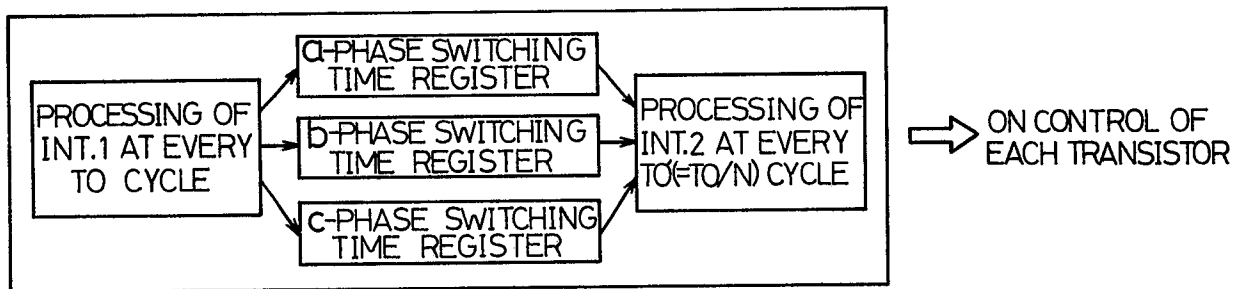 PROCESSING OF
INT.1 AT EVERY
TO CYCLE
a-PHASE SWITCHING
TIME REGISTER
b-PHASE SWITCHING
TIME REGISTER
c-PHASE SWITCHING
TIME REGISTER
PROCESSING OF
INT.2 AT EVERY
TO'(=TO/N) CYCLE
ON CONTROL OF
EACH TRANSISTOR